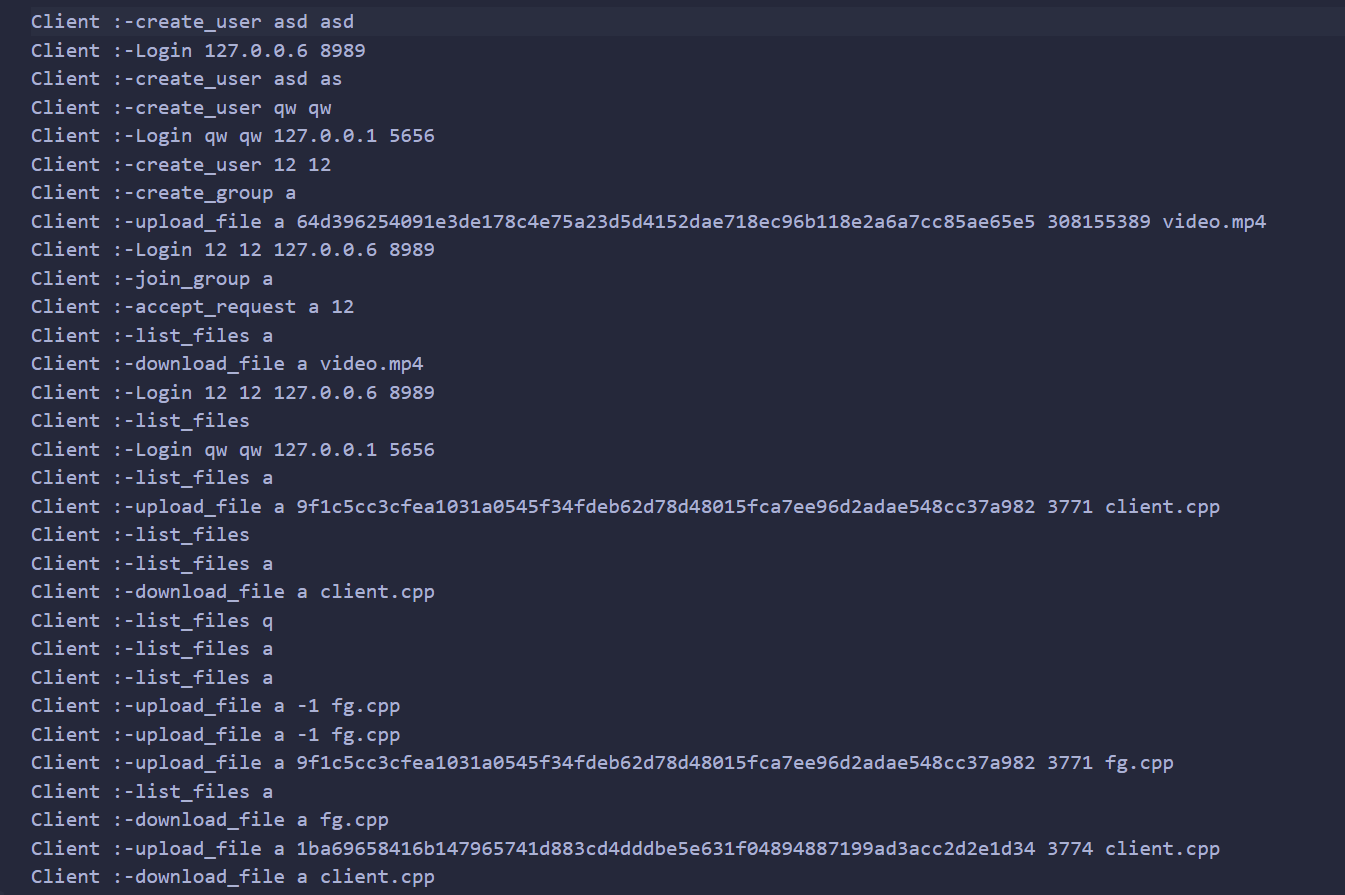 Client :-create_user asd asd
Client :-Login 127.0.0.6 8989
Client :-create_user asd as
Client :-create_user qw qw
Client :-Login qw qw 127.0.0.1 5656
Client :-create_user 12 12
Client :-create_group a
Client :-upload_file a 64d396254091e3de178c4e75a23d5d4152dae718ec96b118e2a6a7cc85ae65e5 308155389 video.mp4
Client :-Login 12 12 127.0.0.6 8989
Client :-join_group a
Client :-accept_request a 12
Client :-list_files a
Client :-download_file a video.mp4
Client :-Login 12 12 127.0.0.6 8989
Client :-list_files
Client :-Login qw qw 127.0.0.1 5656
Client :-list_files a
Client :-upload_file a 9f1c5cc3cfea1031a0545f34fdeb62d78d48015fca7ee96d2adae548cc37a982 3771 client.cpp
Client :-list_files
Client :-list_files a
Client :-download_file a client.cpp
Client :-list_files q
Client :-list_files a
Client :-list_files a
Client :-upload_file a -1 fg.cpp
Client :-upload_file a -1 fg.cpp
Client :-upload_file a 9f1c5cc3cfea1031a0545f34fdeb62d78d48015fca7ee96d2adae548cc37a982 3771 fg.cpp
Client :-list_files a
Client :-download_file a fg.cpp
Client :-upload_file a 1ba69658416b147965741d883cd4dddbe5e631f04894887199ad3acc2d2e1d34 3774 client.cpp
Client :-download_file a client.cpp